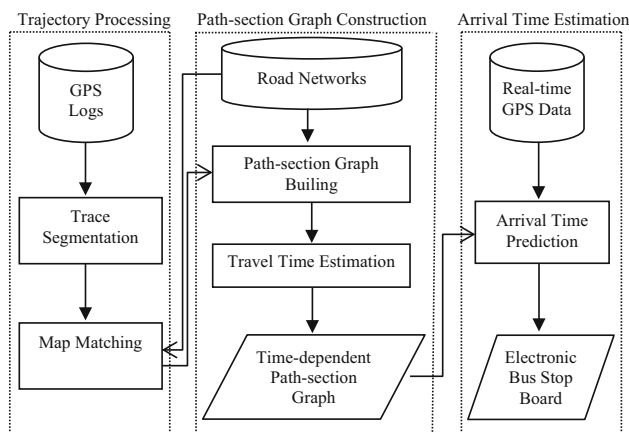 Trajectory Processing
Path-section Graph Construction
Arrival Time Estimation
GPS
Logs
Trace
Segmentation
Map Matching
Road Networks
Path-section Graph
Builing
Travel Time Estimation
Time-dependent
Path-section
Graph
Real-time
GPS Data
Arrival Time
Prediction
Electronic
Bus Stop
Board